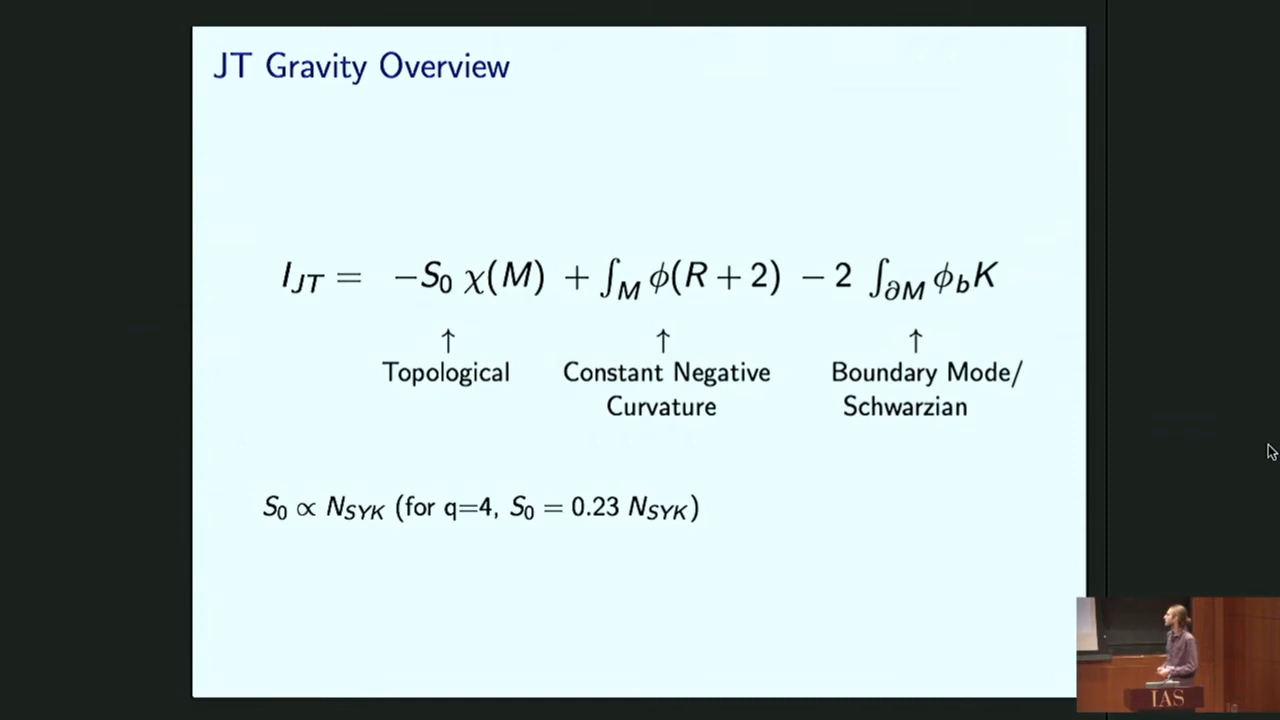 JT Gravity Overview
I_{JT} = −S_0 χ(M) + ∫_M ϕ(R + 2) − 2 ∫_{∂M} ϕ_b K
↑ ↑ ↑
Topological Constant Negative Curvature Boundary Mode/ Schwarzian
S_0 ∝ N_{SYK} (for q=4, S_0 = 0.23 N_{SYK})
IAS